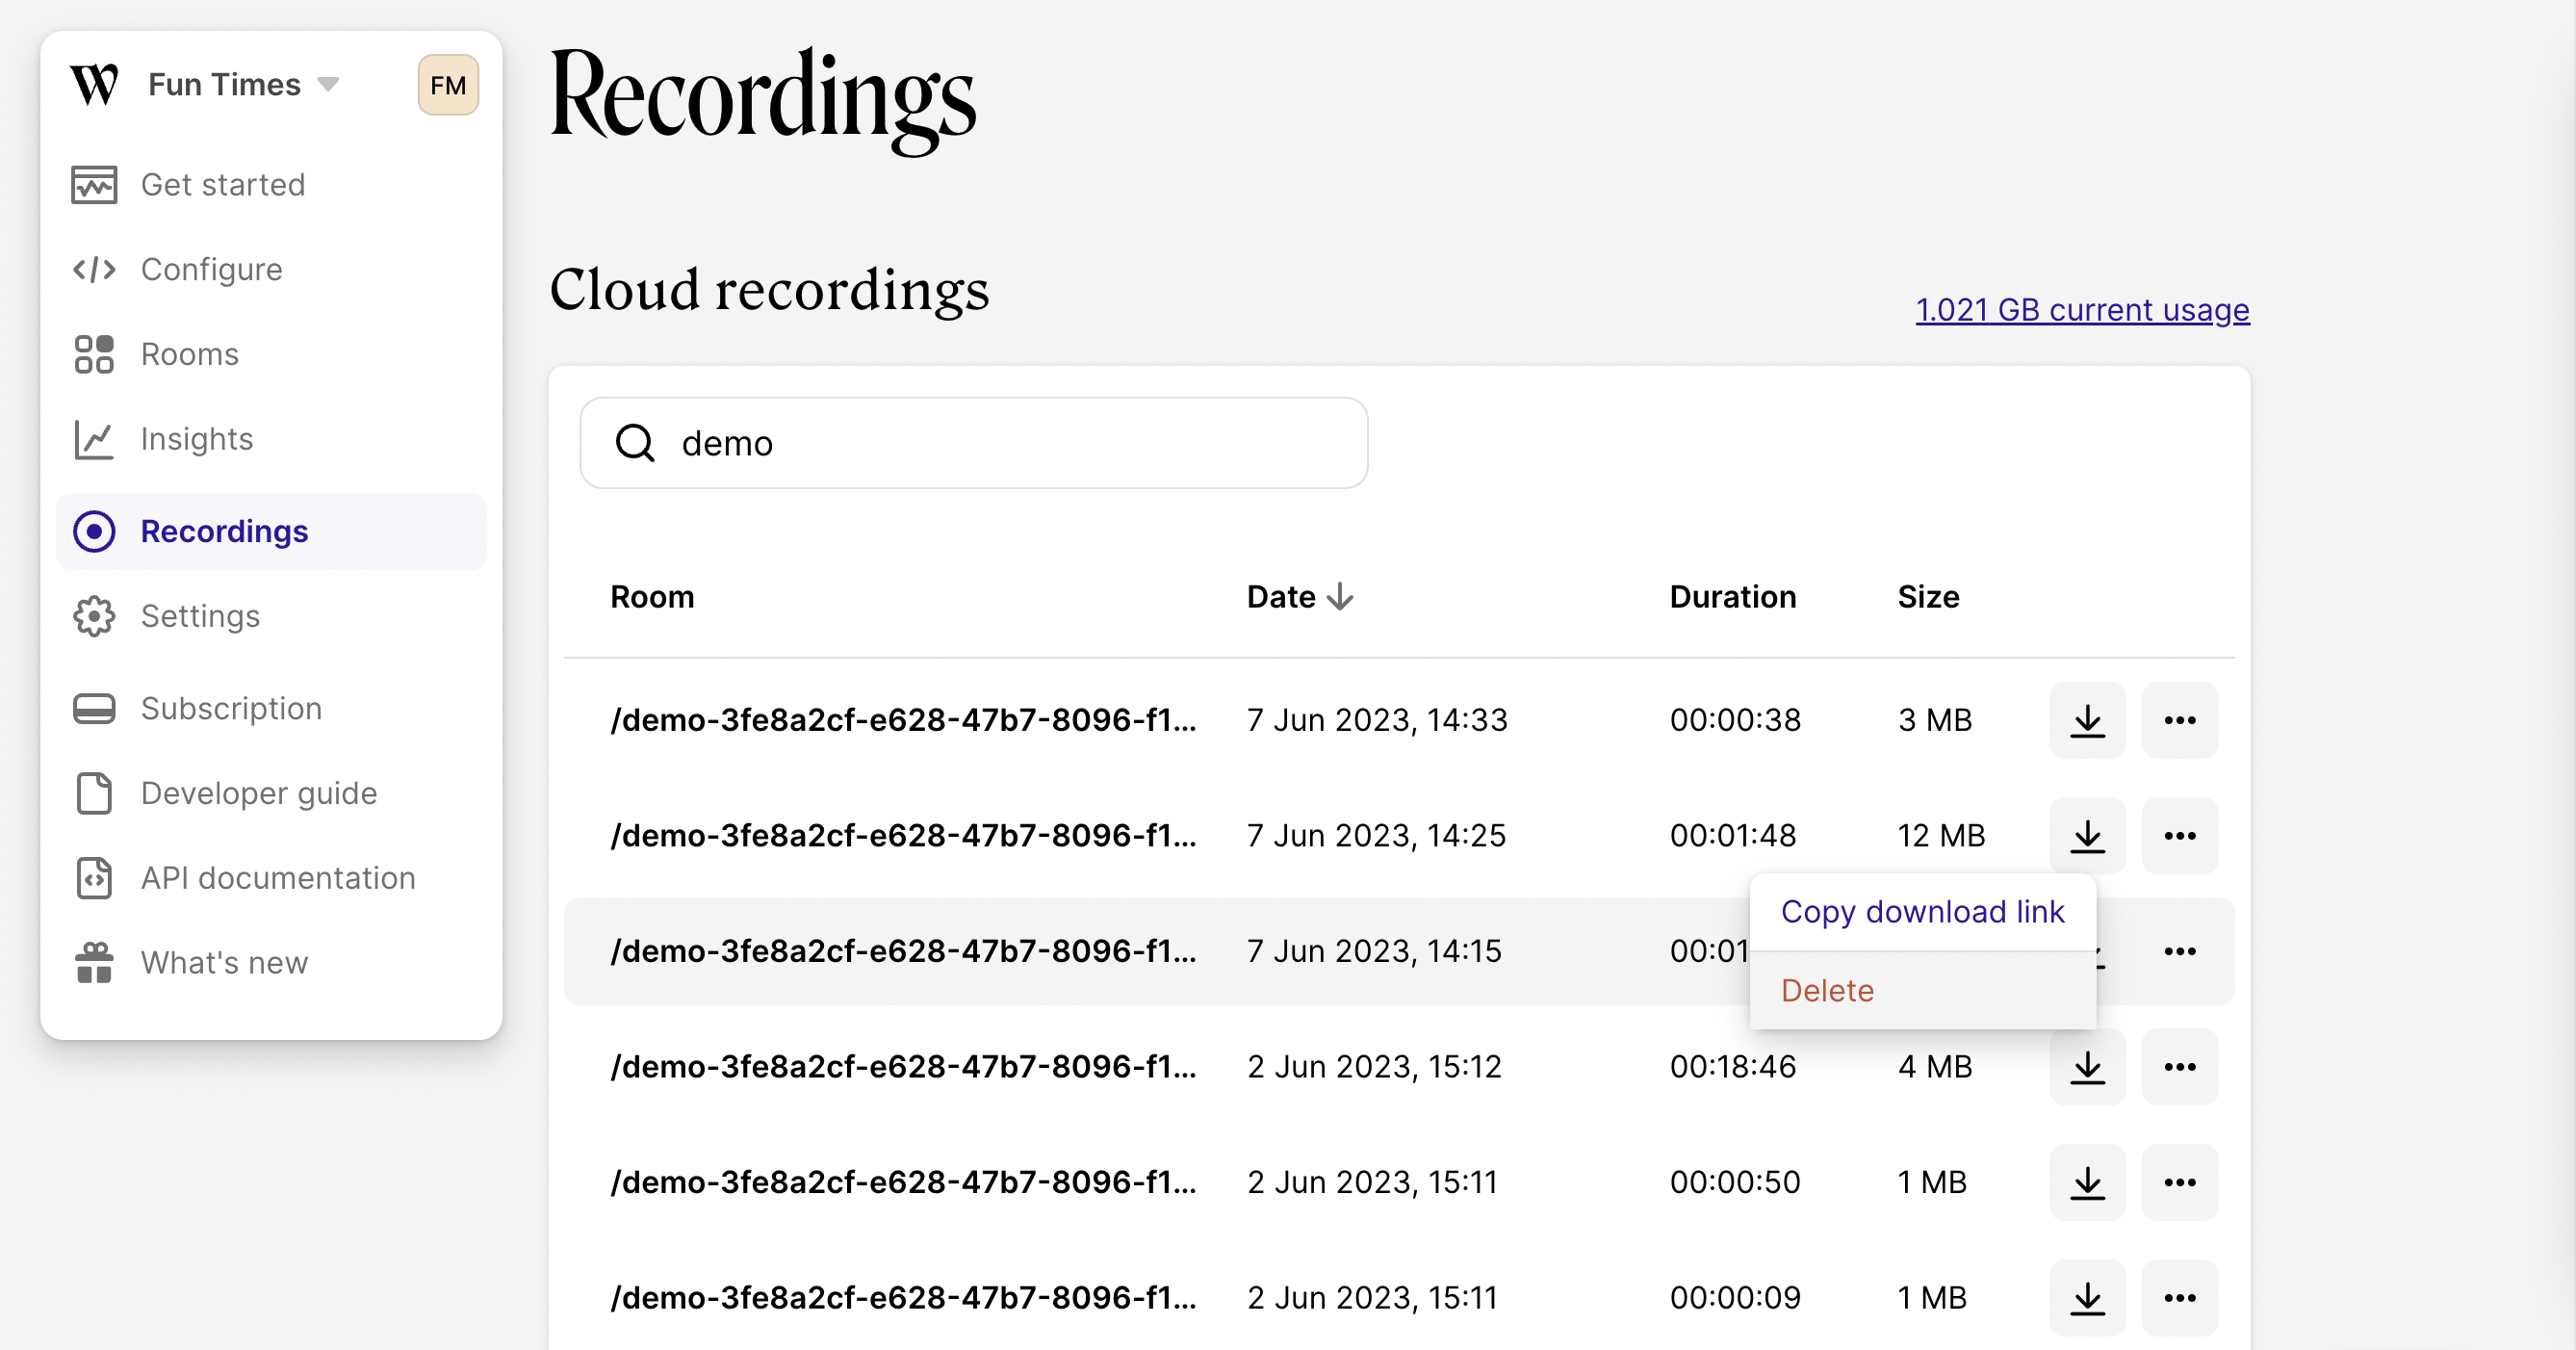 W Fun Times FM
Get started
Configure
Rooms
Insights
Recordings
Settings
Subscription
Developer guide
API documentation
What's new
Recordings
Cloud recordings
1.021 GB current usage
demo
Room Date Duration Size
/demo-3fe8a2cf-e628-47b7-8096-f1... 7 Jun 2023, 14:33 00:00:38 3 MB
/demo-3fe8a2cf-e628-47b7-8096-f1... 7 Jun 2023, 14:25 00:01:48 12 MB
Copy download link
/demo-3fe8a2cf-e628-47b7-8096-f1... 7 Jun 2023, 14:15 00:01
Delete
/demo-3fe8a2cf-e628-47b7-8096-f1... 2 Jun 2023, 15:12 00:18:46 4 MB
/demo-3fe8a2cf-e628-47b7-8096-f1... 2 Jun 2023, 15:11 00:00:50 1 MB
/demo-3fe8a2cf-e628-47b7-8096-f1... 2 Jun 2023, 15:11 00:00:09 1 MB